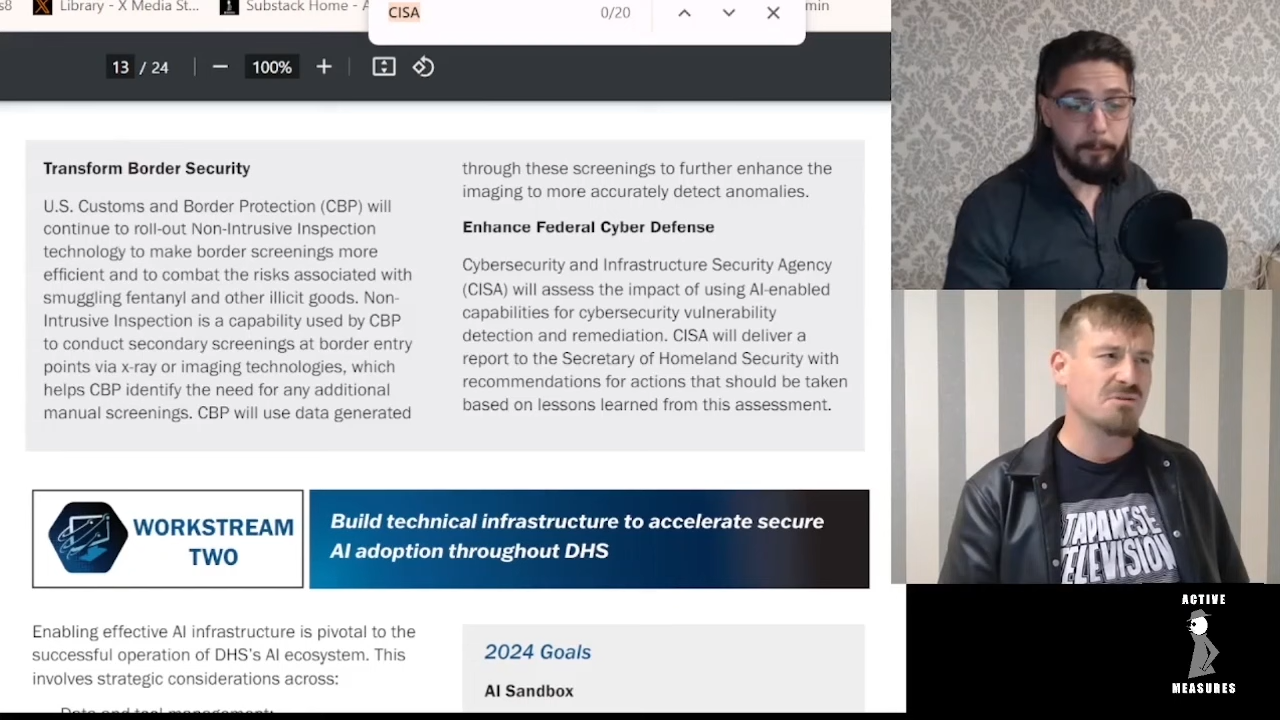 s8
Library - X Media St...
Substack Home - A
min
CISA
0/20
13 / 24
100%
Transform Border Security
U.S. Customs and Border Protection (CBP) will
continue to roll-out Non-Intrusive Inspection
technology to make border screenings more
efficient and to combat the risks associated with
smuggling fentanyl and other illicit goods. Non-
Intrusive Inspection is a capability used by CBP
to conduct secondary screenings at border entry
points via x-ray or imaging technologies, which
helps CBP identify the need for any additional
manual screenings. CBP will use data generated
through these screenings to further enhance the
imaging to more accurately detect anomalies.
Enhance Federal Cyber Defense
Cybersecurity and Infrastructure Security Agency
(CISA) will assess the impact of using AI-enabled
capabilities for cybersecurity vulnerability
detection and remediation. CISA will deliver a
report to the Secretary of Homeland Security with
recommendations for actions that should be taken
based on lessons learned from this assessment.
WORKSTREAM
TWO
Build technical infrastructure to accelerate secure
AI adoption throughout DHS
Enabling effective AI infrastructure is pivotal to the
successful operation of DHS's AI ecosystem. This
involves strategic considerations across:
Data and tool management:
2024 Goals
AI Sandbox
JAPANESE
TELEVISION
ACTIVE
MEASURES